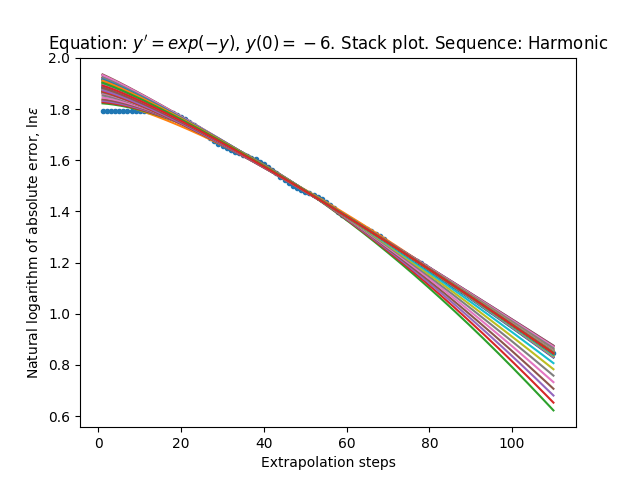 Equation: y′ = exp(−y), y(0) = −6. Stack plot. Sequence: Harmonic
Natural logarithm of absolute error, lnε
2.0
1.8
1.6
1.4
1.2
1.0
0.8
0.6
0 20 40 60 80 100
Extrapolation steps